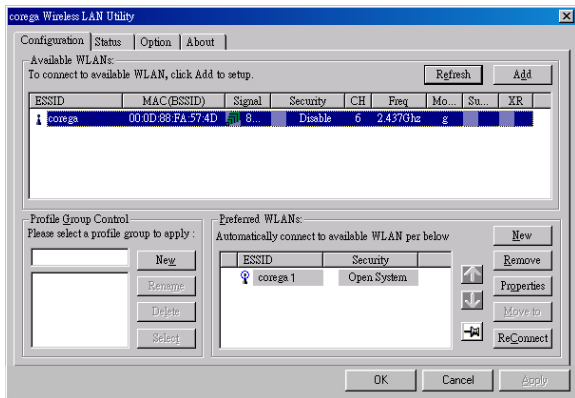 corega Wireless LAN Utility
Configuration Status Option About
Available WLANs:
To connect to available WLAN, click Add to setup.
Refresh Add
ESSID MAC(BSSID) Signal Security CH Freq Mo... Su... XR
corega 00:0D:88:FA:57:4D 8... Disable 6 2.437Ghz g
Profile Group Control
Please select a profile group to apply :
New
Rename
Delete
Select
Preferred WLANs:
Automatically connect to available WLAN per below
ESSID Security
corega 1 Open System
New
Remove
Properties
Move to
ReConnect
OK Cancel Apply